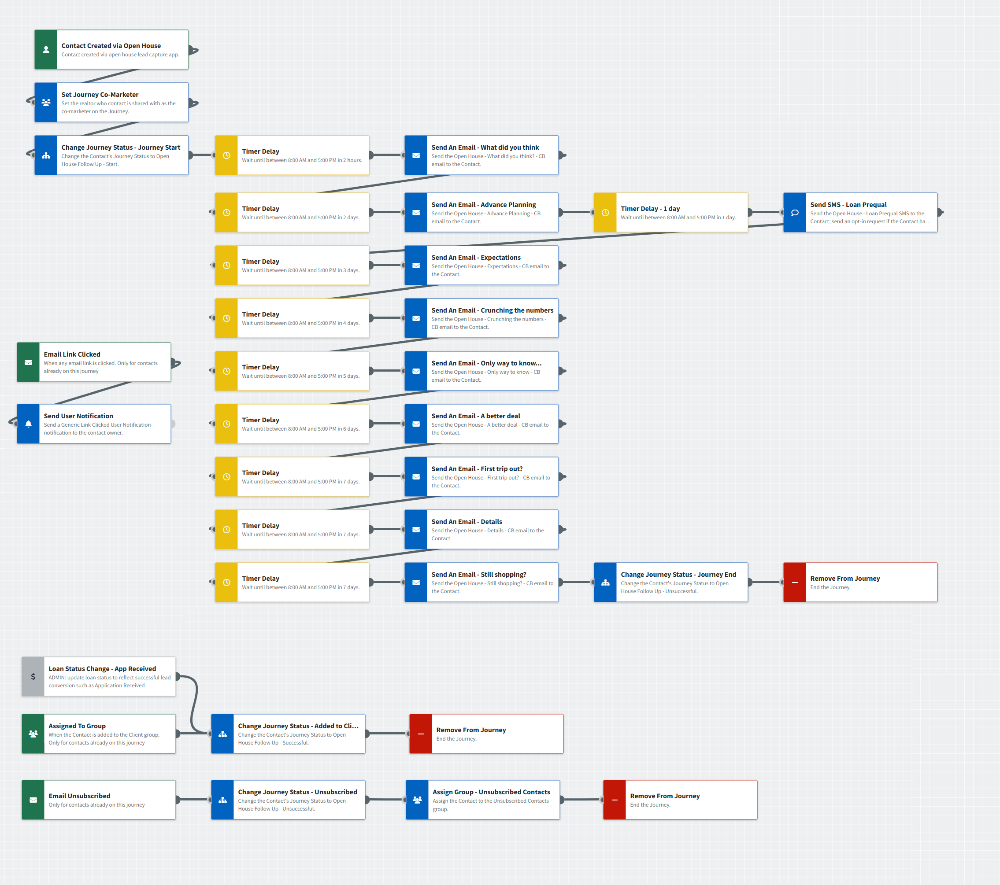 Contact Created via Open House
Contact created via open house lead capture app.
Set Journey Co-Marketer
Set the realtor who contact is shared with as the
co-marketer on the Journey.
Change Journey Status - Journey Start
Change the Contact's Journey Status to Open
House Follow Up - Start.
Timer Delay
Wait until between 8:00 AM and 5:00 PM in 2 hours.
Send An Email - What did you think
Send the Open House - What did you think? - CB
email to the Contact.
Timer Delay
Wait until between 8:00 AM and 5:00 PM in 2 days.
Send An Email - Advance Planning
Send the Open House - Advance Planning - CB
email to the Contact.
Timer Delay - 1 day
Wait until between 8:00 AM and 5:00 PM in 1 day.
Send SMS - Loan Prequal
Send the Open House - Loan Prequal SMS to the
Contact; send an opt-in request if the Contact ha...
Timer Delay
Wait until between 8:00 AM and 5:00 PM in 3 days.
Send An Email - Expectations
Send the Open House - Expectations - CB email to
the Contact.
Timer Delay
Wait until between 8:00 AM and 5:00 PM in 4 days.
Send An Email - Crunching the numbers
Send the Open House - Crunching the numbers -
CB email to the Contact.
Email Link Clicked
When any email link is clicked. Only for contacts
already on this journey
Timer Delay
Wait until between 8:00 AM and 5:00 PM in 5 days.
Send An Email - Only way to know...
Send the Open House - Only way to know - CB
email to the Contact.
Send User Notification
Send a Generic Link Clicked User Notification
notification to the contact owner.
Timer Delay
Wait until between 8:00 AM and 5:00 PM in 6 days.
Send An Email - A better deal
Send the Open House - A better deal - CB email to
the Contact.
Timer Delay
Wait until between 8:00 AM and 5:00 PM in 7 days.
Send An Email - First trip out?
Send the Open House - First trip out? - CB email to
the Contact.
Timer Delay
Wait until between 8:00 AM and 5:00 PM in 7 days.
Send An Email - Details
Send the Open House - Details - CB email to the
Contact.
Timer Delay
Wait until between 8:00 AM and 5:00 PM in 7 days.
Send An Email - Still shopping?
Send the Open House - Still shopping? - CB email to
the Contact.
Change Journey Status - Journey End
Change the Contact's Journey Status to Open
House Follow Up - Unsuccessful.
Remove From Journey
End the Journey.
Loan Status Change - App Received
ADMIN: update loan status to reflect successful lead
conversion such as Application Received
Assigned To Group
When the Contact is added to the Client group.
Only for contacts already on this journey
Change Journey Status - Added to Cli...
Change the Contact's Journey Status to Open
House Follow Up - Successful.
Remove From Journey
End the Journey.
Email Unsubscribed
Only for contacts already on this journey
Change Journey Status - Unsubscribed
Change the Contact's Journey Status to Open
House Follow Up - Unsuccessful.
Assign Group - Unsubscribed Contacts
Assign the Contact to the Unsubscribed Contacts
group.
Remove From Journey
End the Journey.